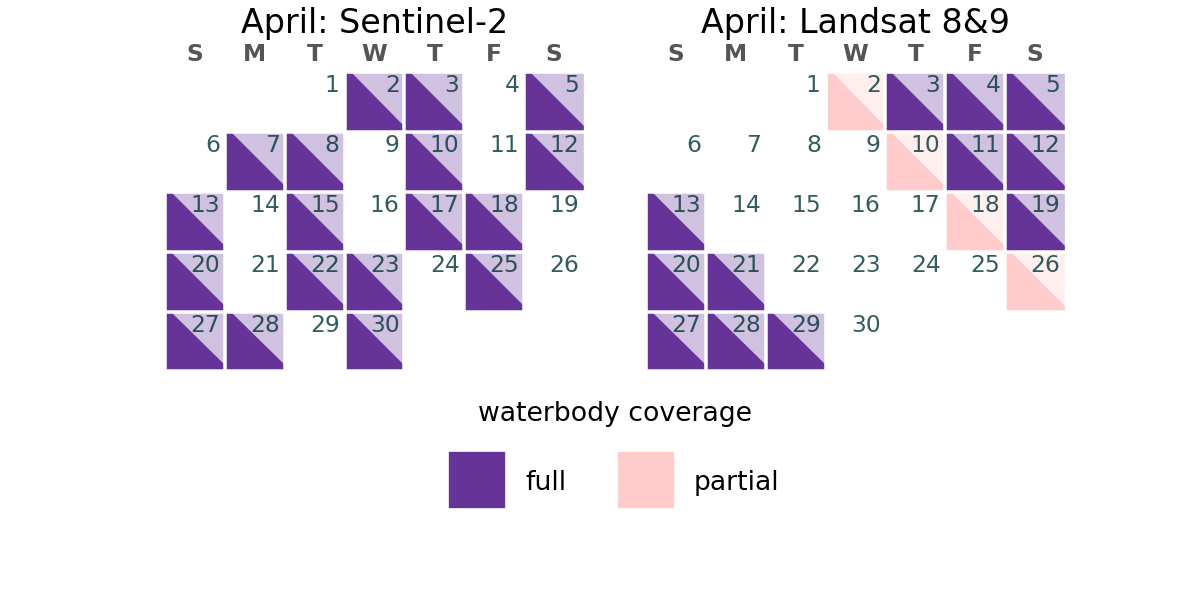 April: Sentinel-2
S M T W T F S
1 2 3 4 5
6 7 8 9 10 11 12
13 14 15 16 17 18 19
20 21 22 23 24 25 26
27 28 29 30
April: Landsat 8&9
S M T W T F S
1 2 3 4 5
6 7 8 9 10 11 12
13 14 15 16 17 18 19
20 21 22 23 24 25 26
27 28 29 30
waterbody coverage
full
partial